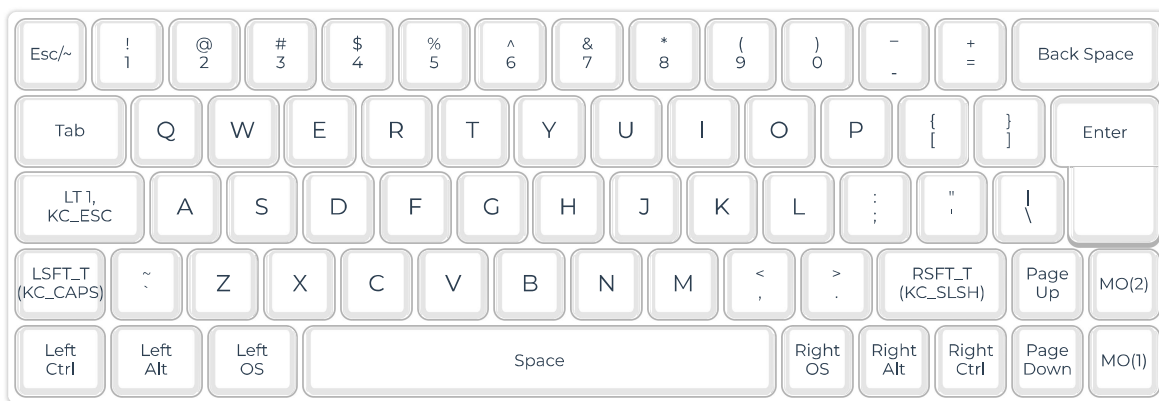 Esc/~
!
1
@
2
#
3
$
4
%
5
^
6
&
7
*
8
(
9
)
0
_
-
+
=
Back Space
Tab
Q
W
E
R
T
Y
U
I
O
P
{
[
}
]
Enter
LT 1,
KC_ESC
A
S
D
F
G
H
J
K
L
:
;
"
'
|
\
LSFT_T
(KC_CAPS)
~
`
Z
X
C
V
B
N
M
<
,
>
.
RSFT_T
(KC_SLSH)
Page
Up
MO(2)
Left
Ctrl
Left
Alt
Left
OS
Space
Right
OS
Right
Alt
Right
Ctrl
Page
Down
MO(1)